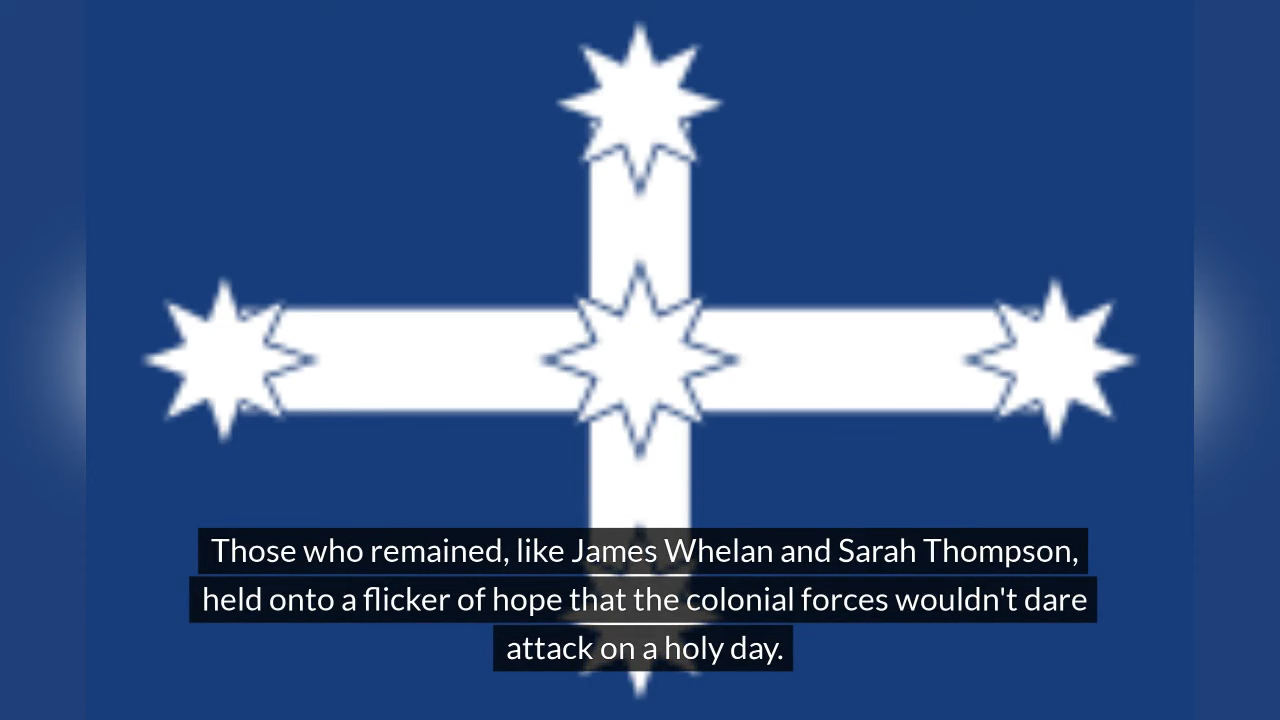 Those who remained, like James Whelan and Sarah Thompson,
held onto a flicker of hope that the colonial forces wouldn't dare
attack on a holy day.